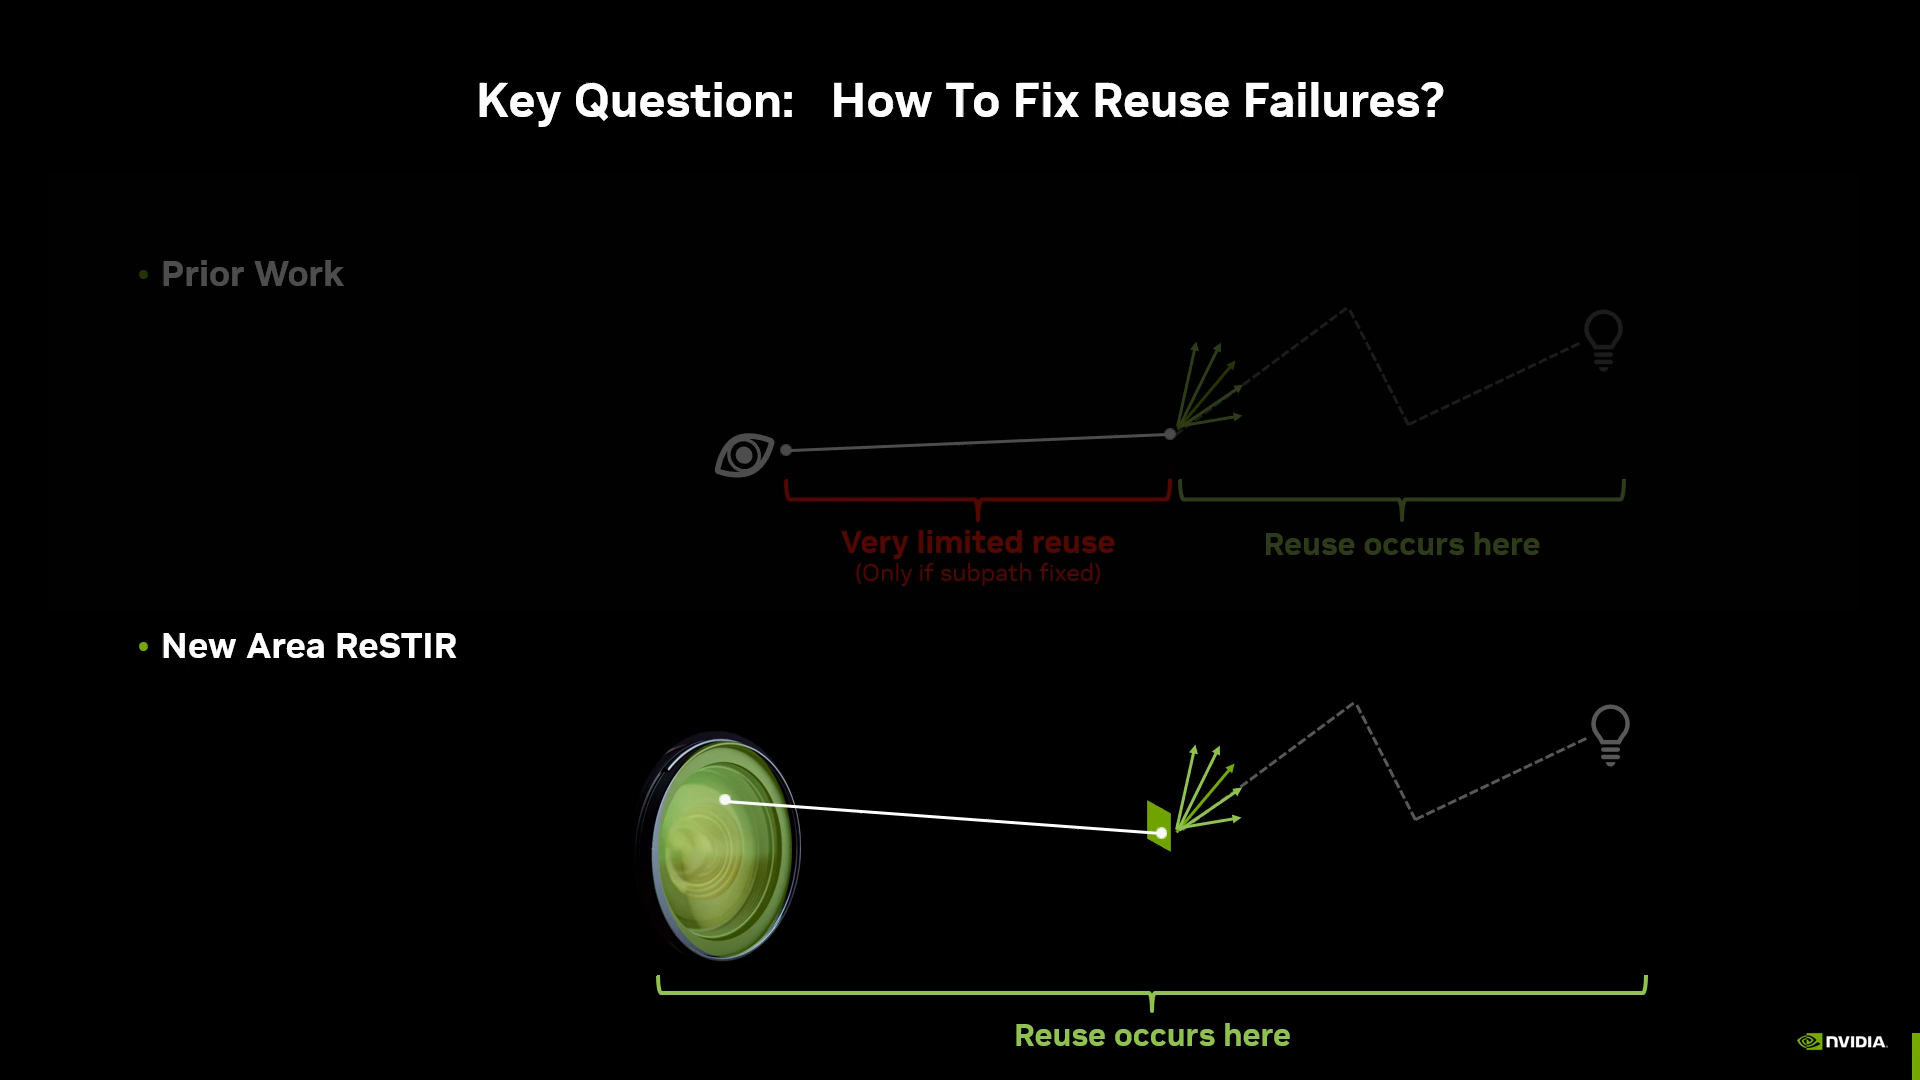 Key Question: How To Fix Reuse Failures?
• Prior Work
Very limited reuse
(Only if subpath fixed)
Reuse occurs here
• New Area ReSTIR
Reuse occurs here
NVIDIA.